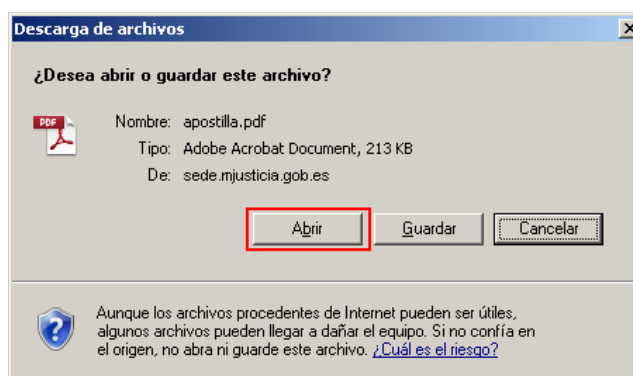 Descarga de archivos
¿Desea abrir o guardar este archivo?
PDF
Nombre: apostilla.pdf
Tipo: Adobe Acrobat Document, 213 KB
De: sede.mjusticia.gob.es
Abrir Guardar Cancelar
Aunque los archivos procedentes de Internet pueden ser útiles,
algunos archivos pueden llegar a dañar el equipo. Si no confía en
el origen, no abra ni guarde este archivo. ¿Cuál es el riesgo?